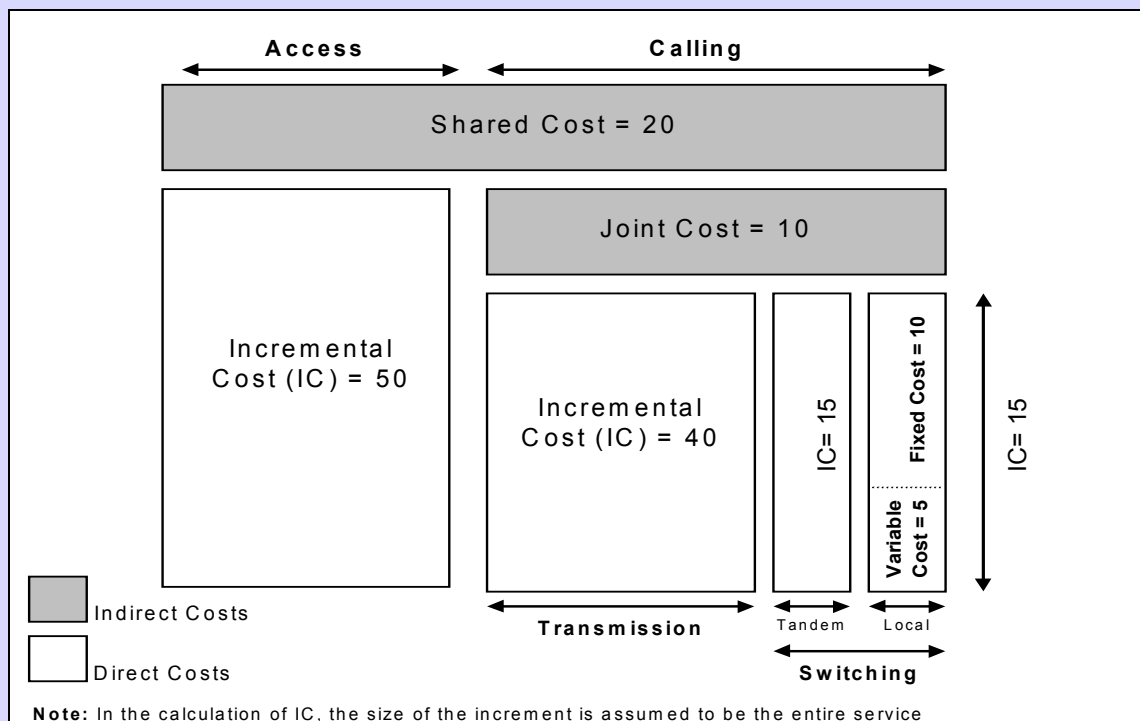 Access
Calling
Shared Cost = 20
Joint Cost = 10
Incremental
Cost (IC) = 50
Incremental
Cost (IC) = 40
IC= 15
Fixed Cost = 10
Variable
Cost = 5
IC= 15
Indirect Costs
Direct Costs
Transmission
Tandem
Local
Switching
Note: In the calculation of IC, the size of the increment is assumed to be the entire service